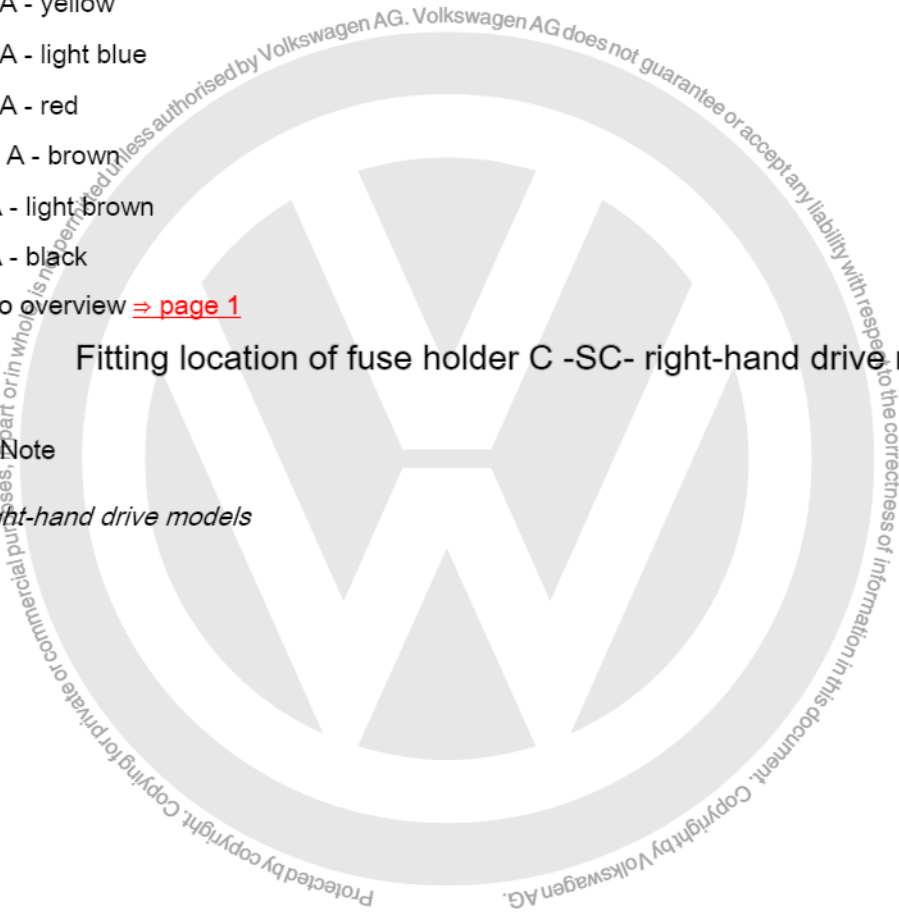 A - yellow
A - light blue
A - red
A - brown
A - light brown
A - black
overview ⇒ page 1
Fitting location of fuse holder C -SC- right-hand drive
Note
ht-hand drive models
Protected by copyright. Copying for private or commercial purposes, part or in whole, is permitted unless authorised by Volkswagen AG. Volkswagen AG does not guarantee or accept any liability with respect to the correctness of information in this document. Copyright by Volkswagen AG.